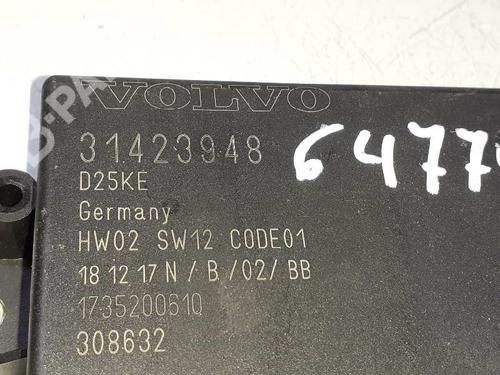 VOLVO
31423948
6477
D25KE
Germany
HW02 SW12 CODE01
18 12 17 N / B / 02 / BB
1735200610
308632